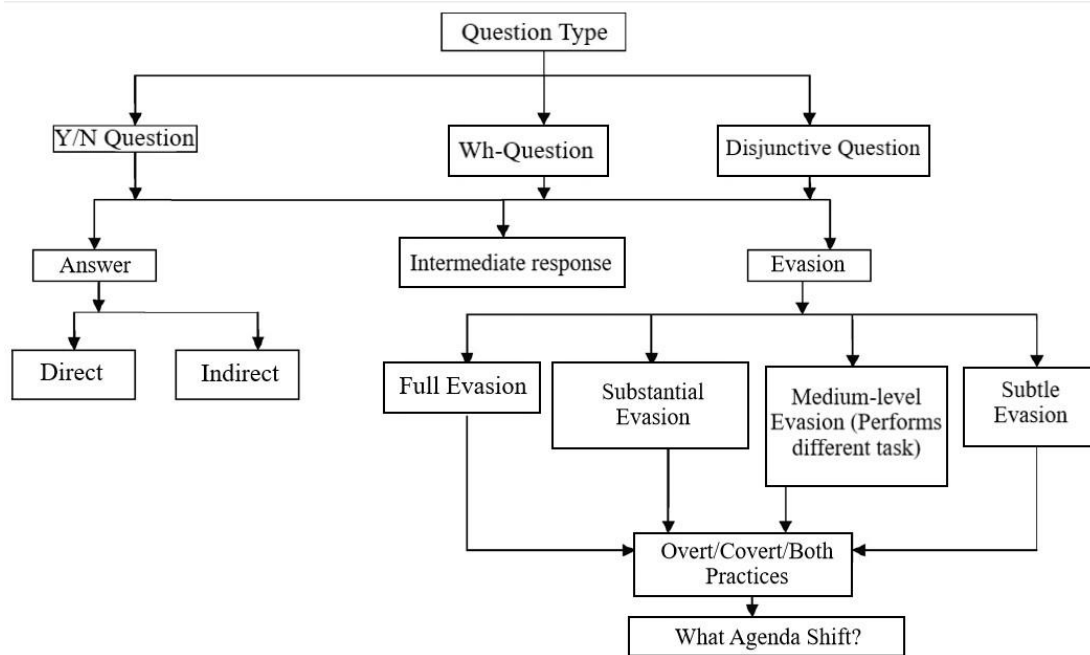 Question Type
Y/N Question
Wh-Question
Disjunctive Question
Answer
Intermediate response
Evasion
Direct
Indirect
Full Evasion
Substantial
Evasion
Medium-level
Evasion (Performs
different task)
Subtle
Evasion
Overt/Covert/Both
Practices
What Agenda Shift?